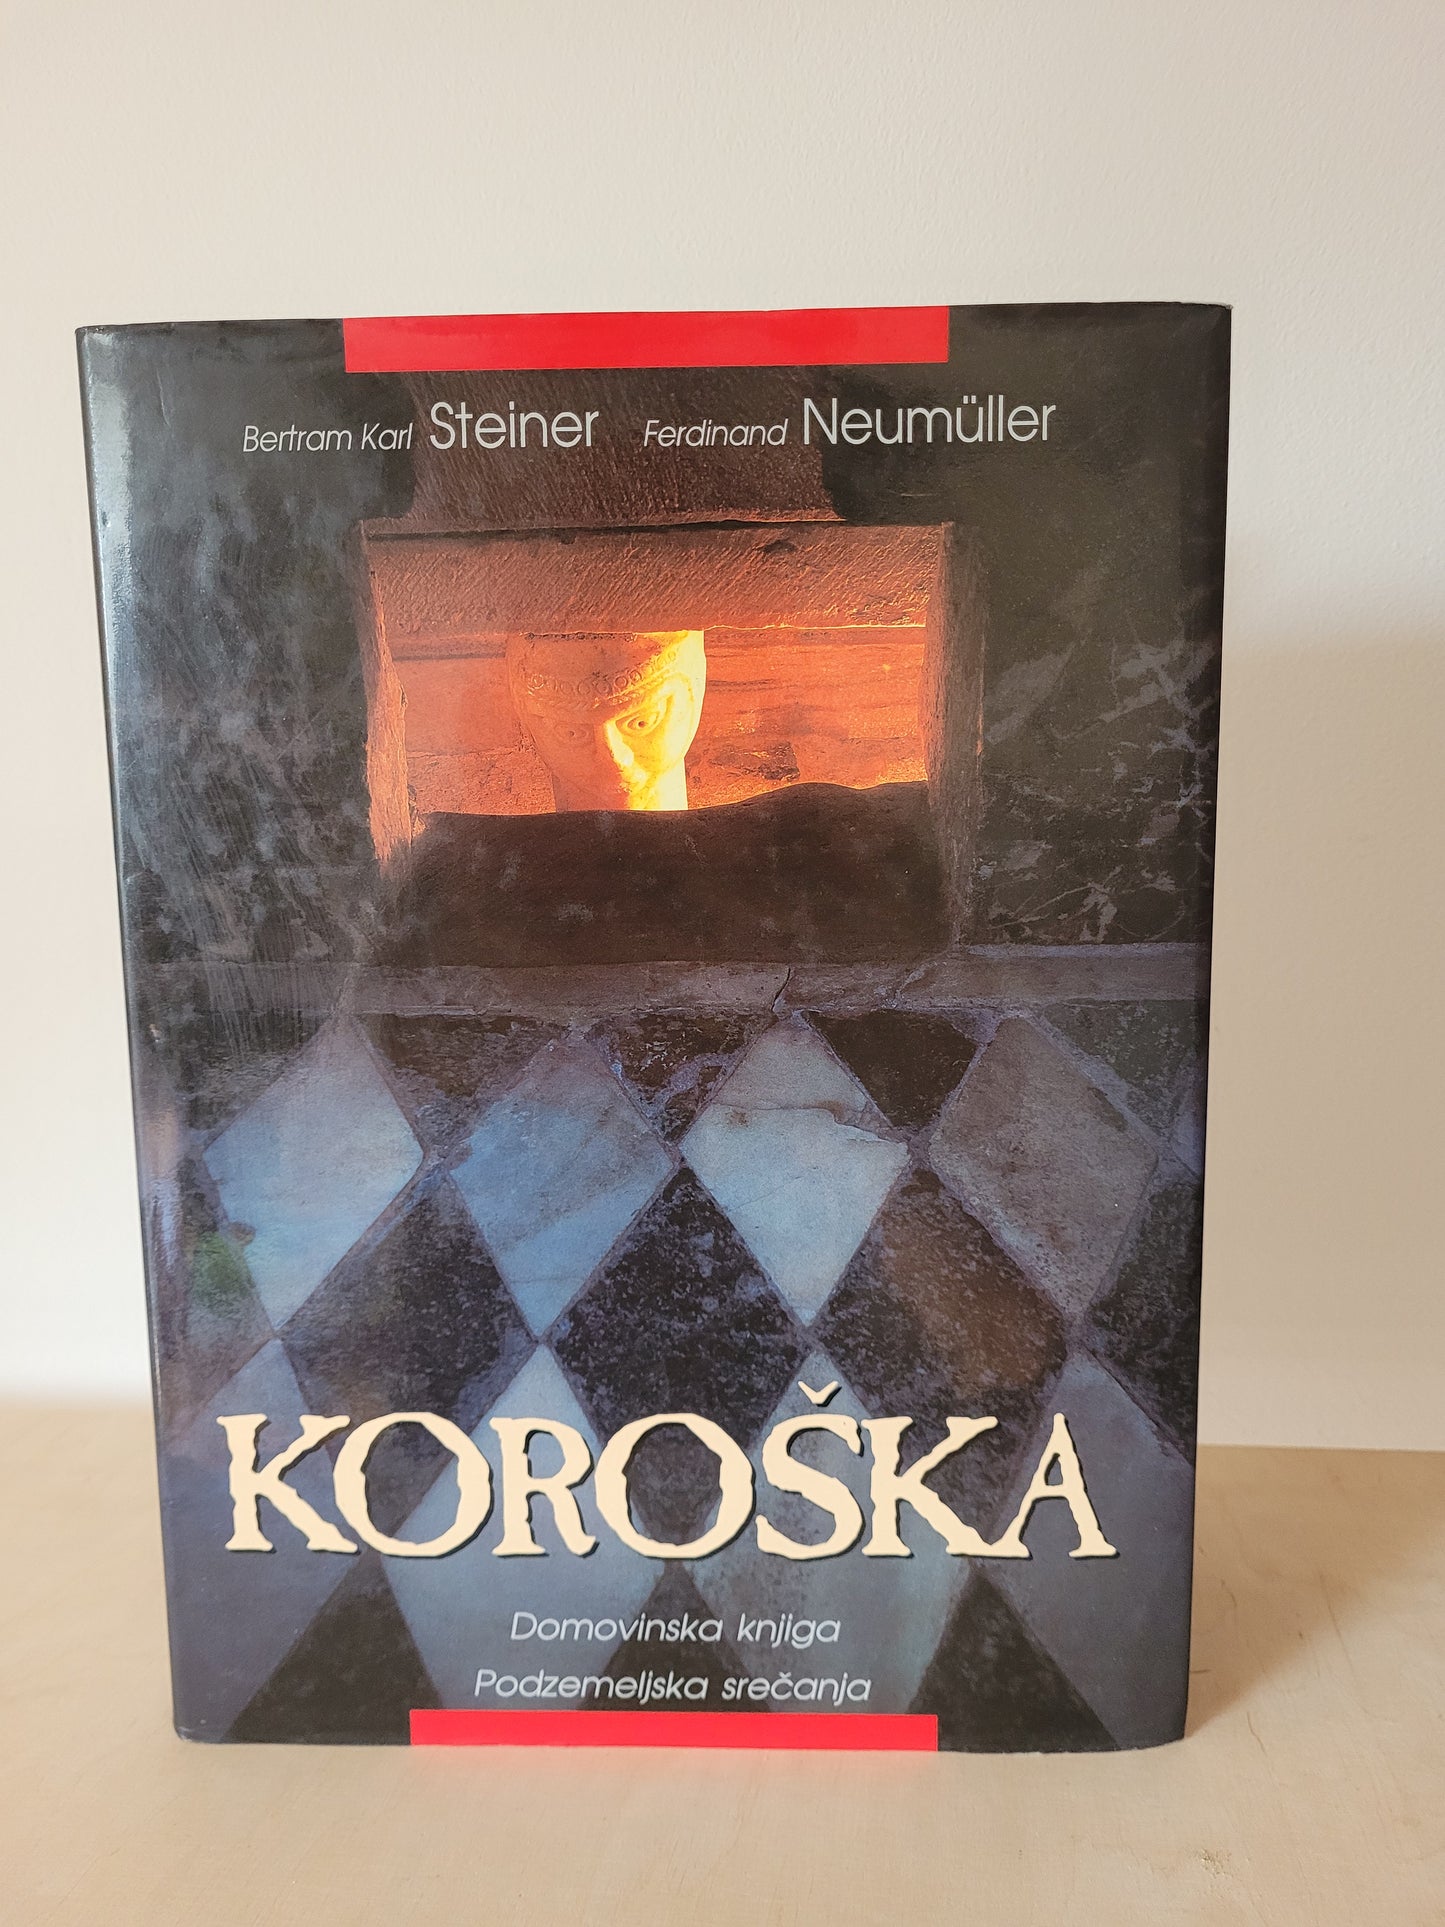 Bertram Karl Steiner Ferdinand Neumüller
KOROŠKA
Domovinska knjiga
Podzemeljska srečanja